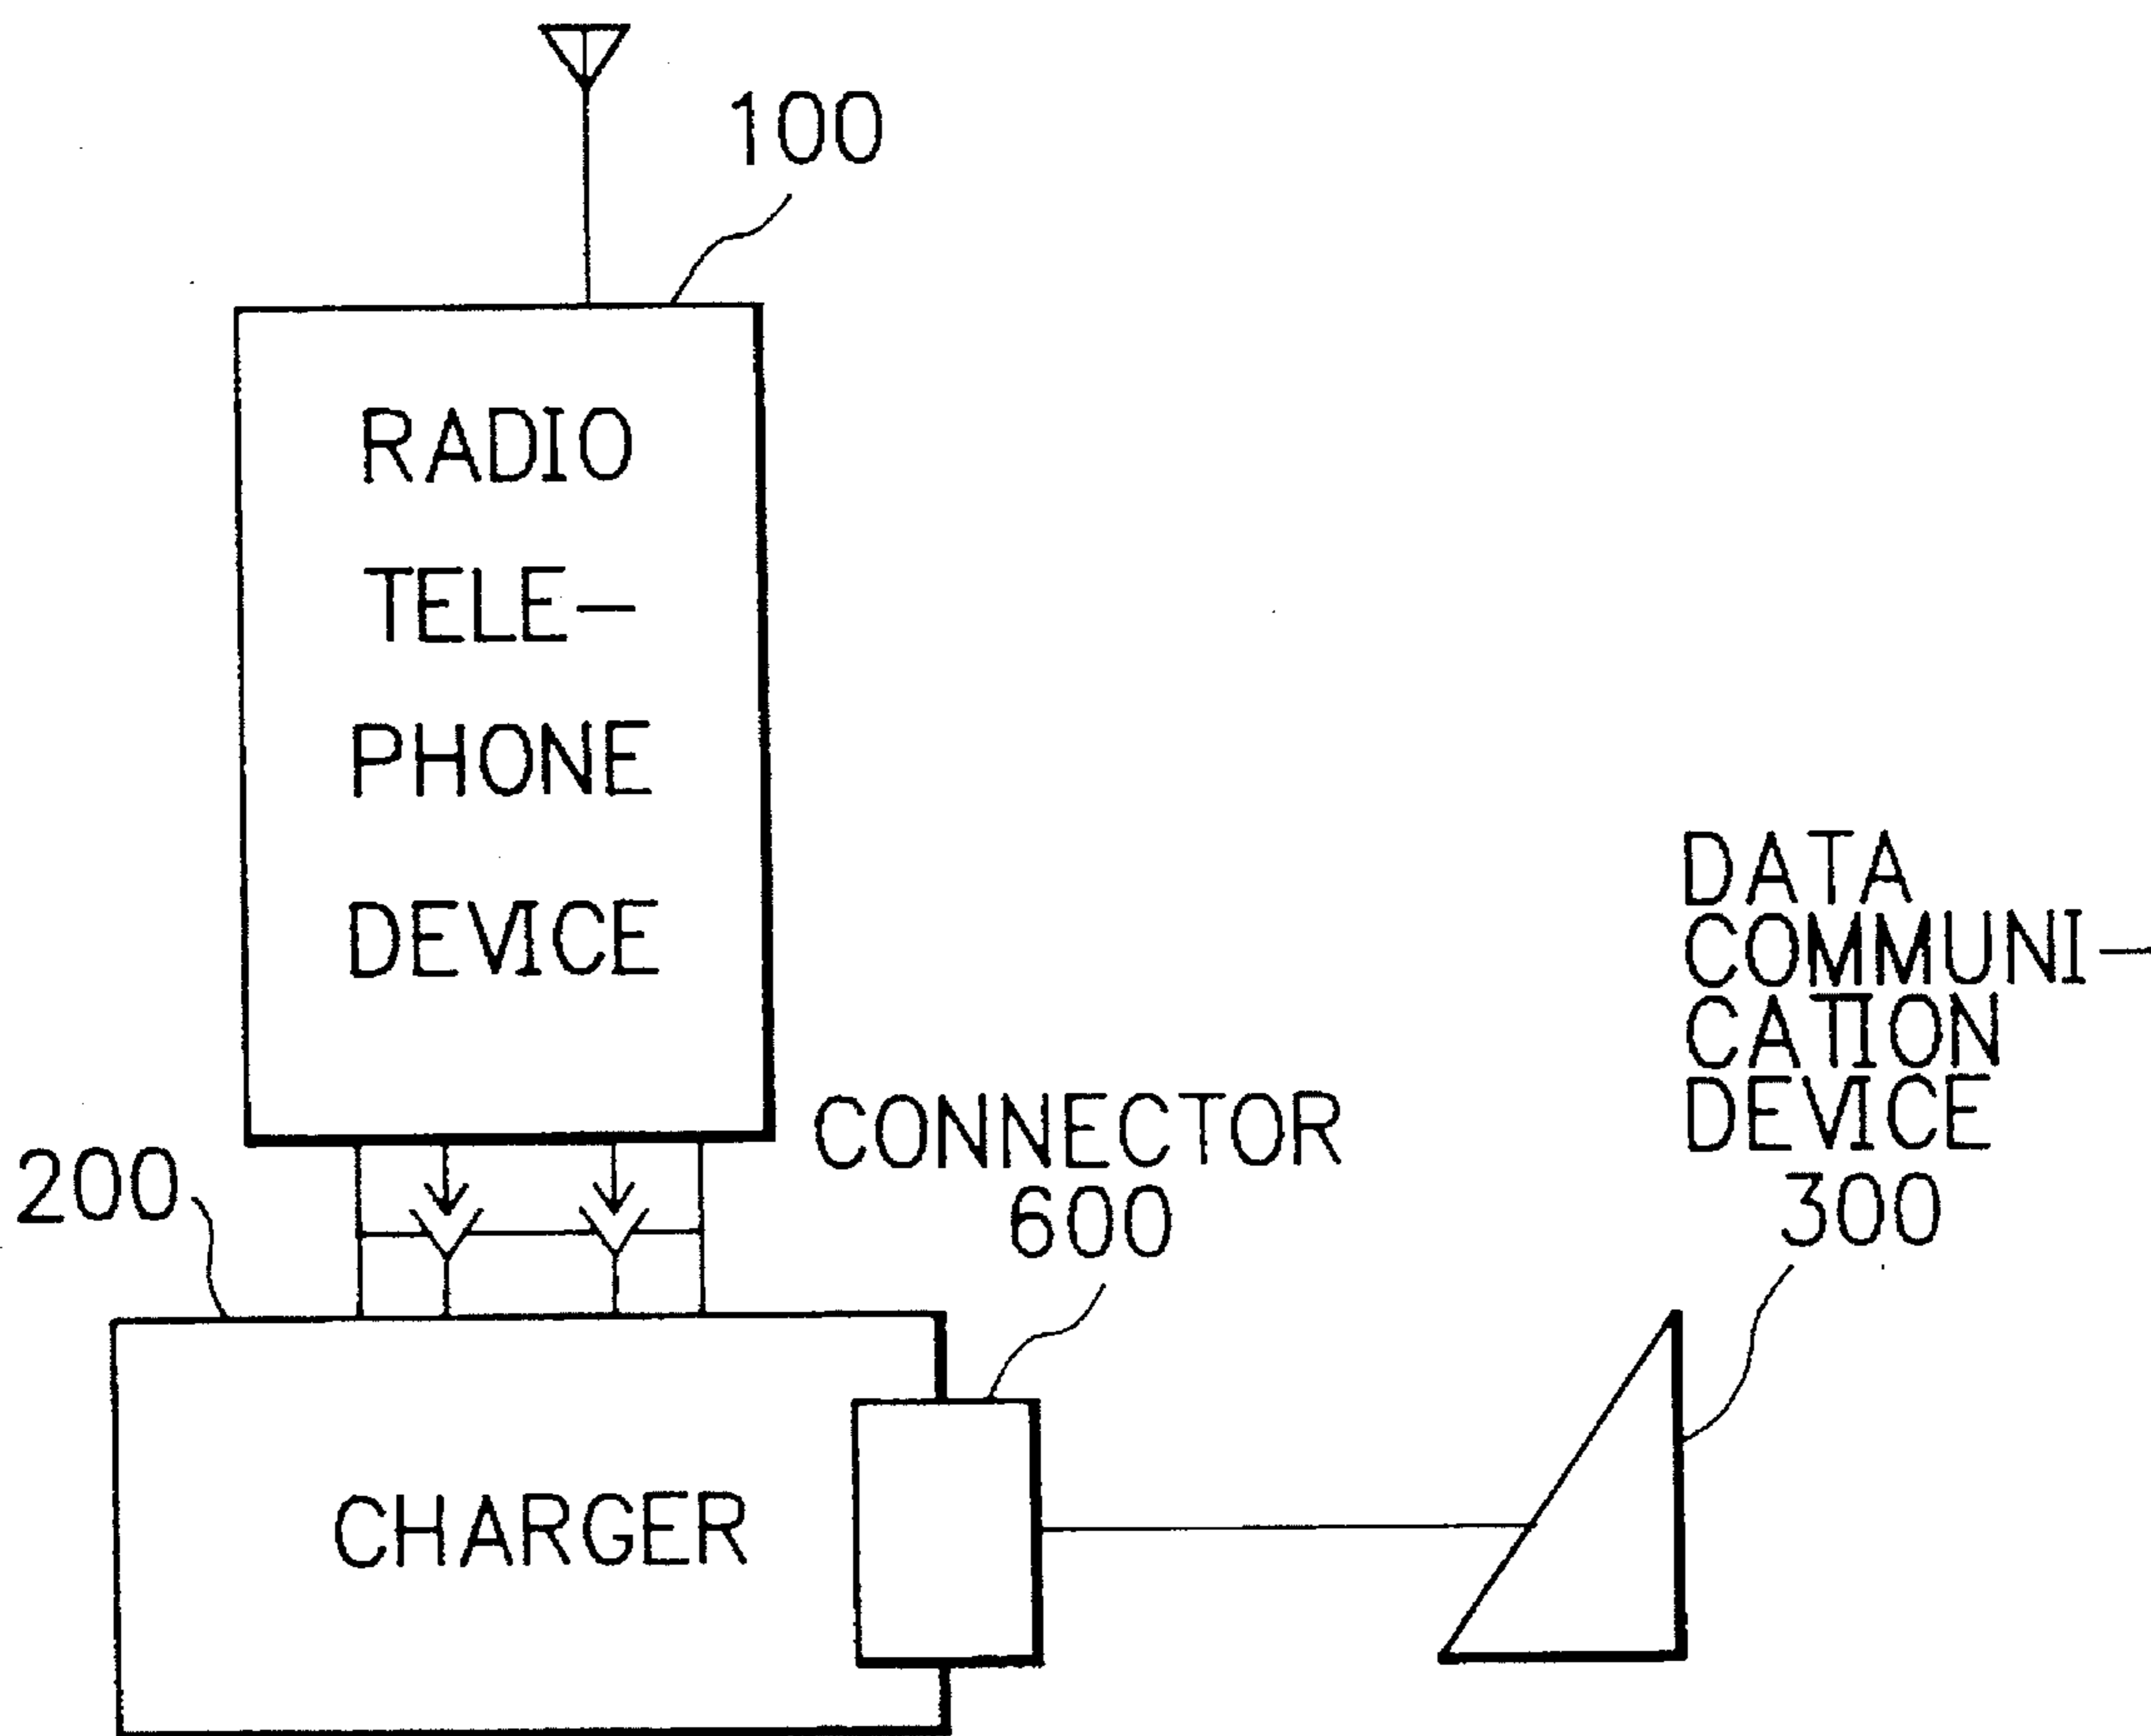 100
RADIO
TELE-
PHONE
DEVICE
200
CONNECTOR
600
DATA
COMMUNI-
CATION
DEVICE
300
CHARGER